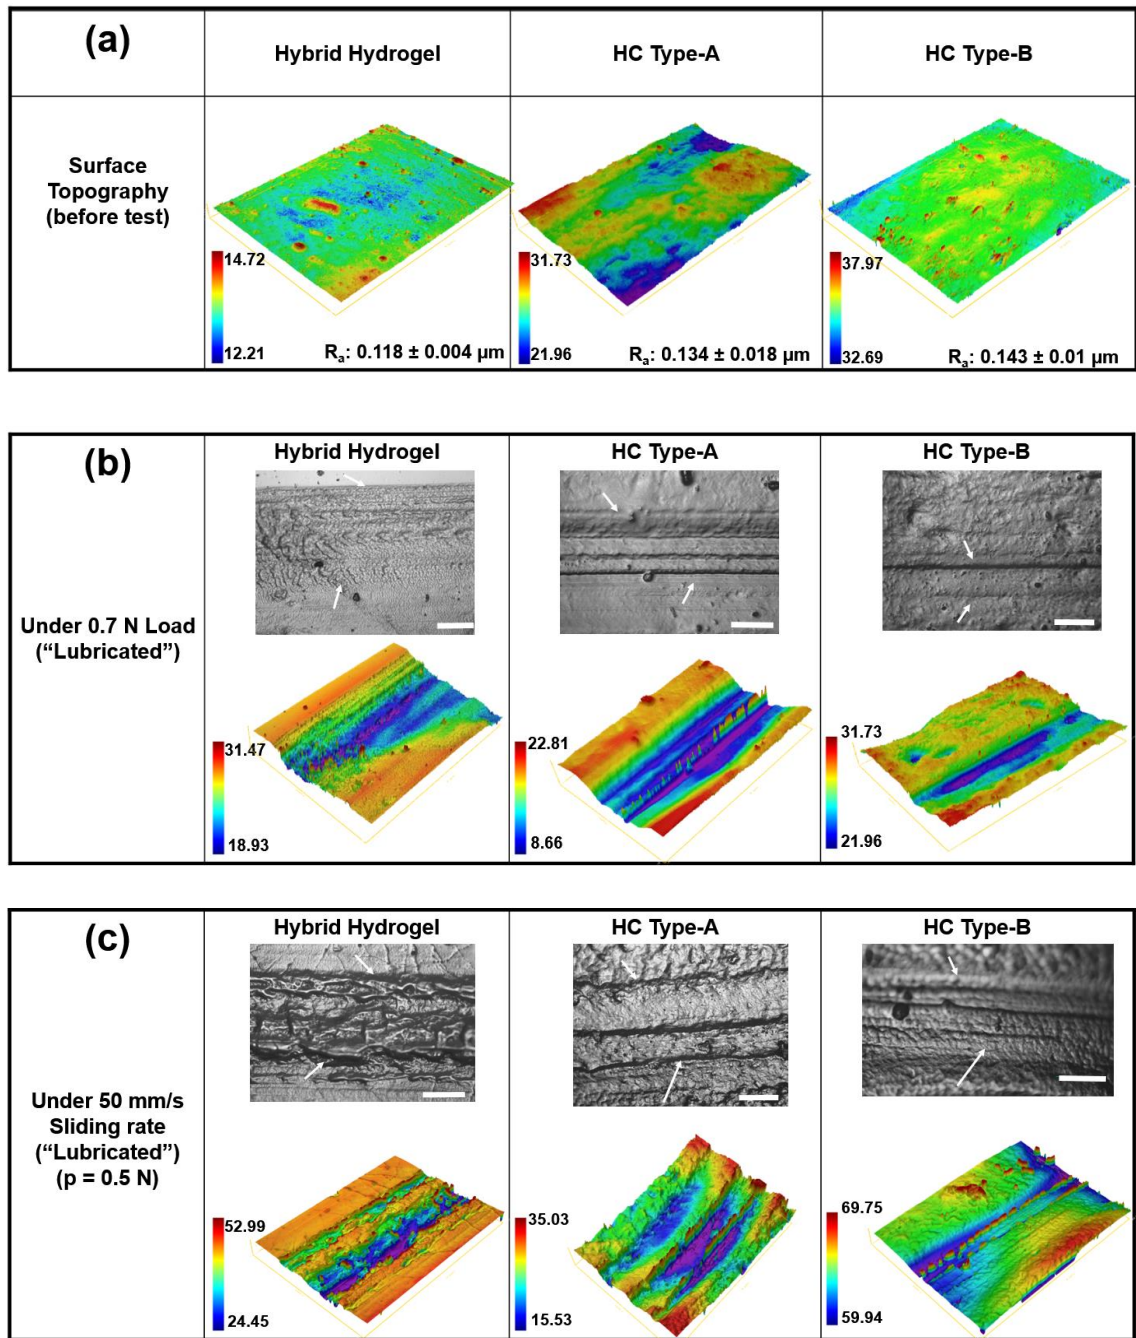 (a)
Hybrid Hydrogel
HC Type-A
HC Type-B
Surface
Topography
(before test)
14.72
12.21
Rₐ: 0.118 ± 0.004 μm
31.73
21.96
Rₐ: 0.134 ± 0.018 μm
37.97
32.69
Rₐ: 0.143 ± 0.01 μm
(b)
Hybrid Hydrogel
HC Type-A
HC Type-B
Under 0.7 N Load
(“Lubricated”)
31.47
18.93
22.81
8.66
31.73
21.96
(c)
Hybrid Hydrogel
HC Type-A
HC Type-B
Under 50 mm/s
Sliding rate
(“Lubricated”)
(p = 0.5 N)
52.99
24.45
35.03
15.53
69.75
59.94